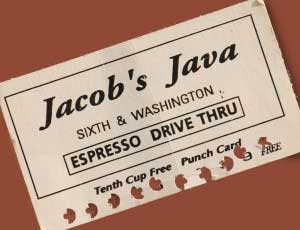 Jacob's Java
SIXTH & WASHINGTON
ESPRESSO DRIVE THRU
Tenth Cup Free Punch Card
9 FREE